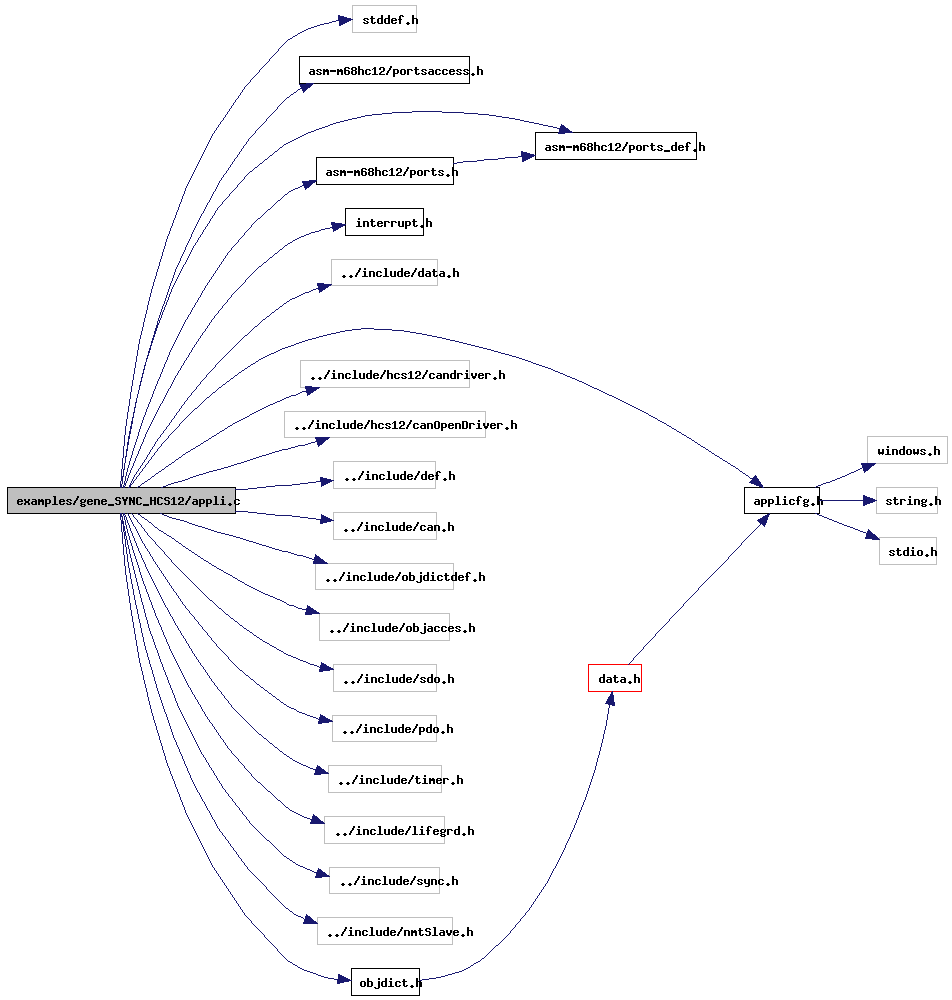 stddef.h
asm-m68hc12/portsaccess.h
asm-m68hc12/ports_def.h
asm-m68hc12/ports.h
interrupt.h
../include/data.h
../include/hcs12/candriver.h
../include/hcs12/canOpenDriver.h
windows.h
../include/def.h
examples/gene_SYNC_HCS12/appli.c
applicfg.h
string.h
../include/can.h
stdio.h
../include/objdictdef.h
../include/objacces.h
../include/sdo.h
data.h
../include/pdo.h
../include/timer.h
../include/lifegrd.h
../include/sync.h
../include/nmtSlave.h
objdict.h